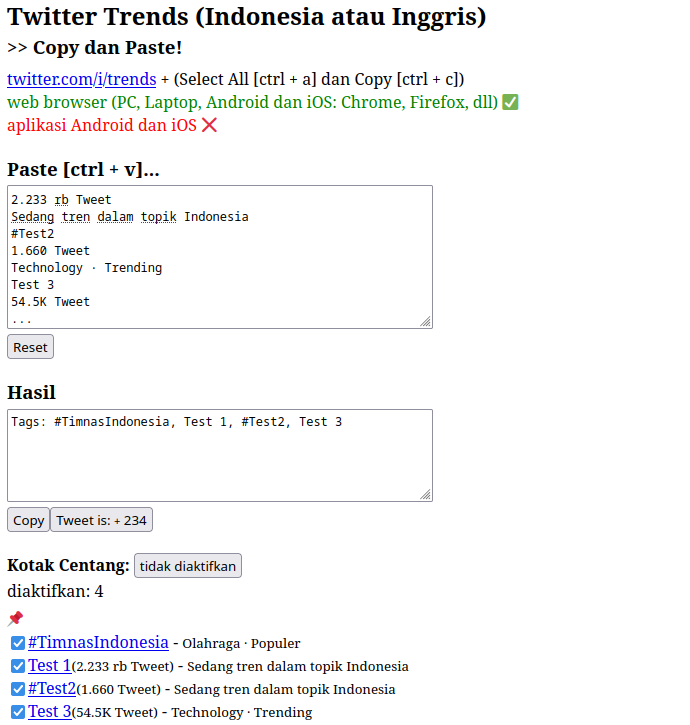 Twitter Trends (Indonesia atau Inggris)
>> Copy dan Paste!
twitter.com/i/trends + (Select All [ctrl + a] dan Copy [ctrl + c])
web browser (PC, Laptop, Android dan iOS: Chrome, Firefox, dll) ✅
aplikasi Android dan iOS ❌
Paste [ctrl + v]...
2.233 rb Tweet
Sedang tren dalam topik Indonesia
#Test2
1.660 Tweet
Technology · Trending
Test 3
54.5K Tweet
...
Reset
Hasil
Tags: #TimnasIndonesia, Test 1, #Test2, Test 3
Copy Tweet is: + 234
Kotak Centang: tidak diaktifkan
diaktifkan: 4
📌
#TimnasIndonesia - Olahraga · Populer
Test 1(2.233 rb Tweet) - Sedang tren dalam topik Indonesia
#Test2(1.660 Tweet) - Sedang tren dalam topik Indonesia
Test 3(54.5K Tweet) - Technology · Trending